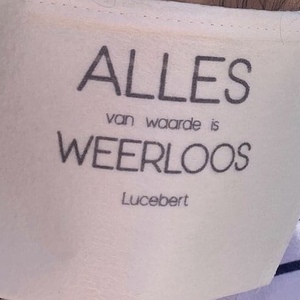 ALLES
van waarde is
WEERLOOS
Lucebert